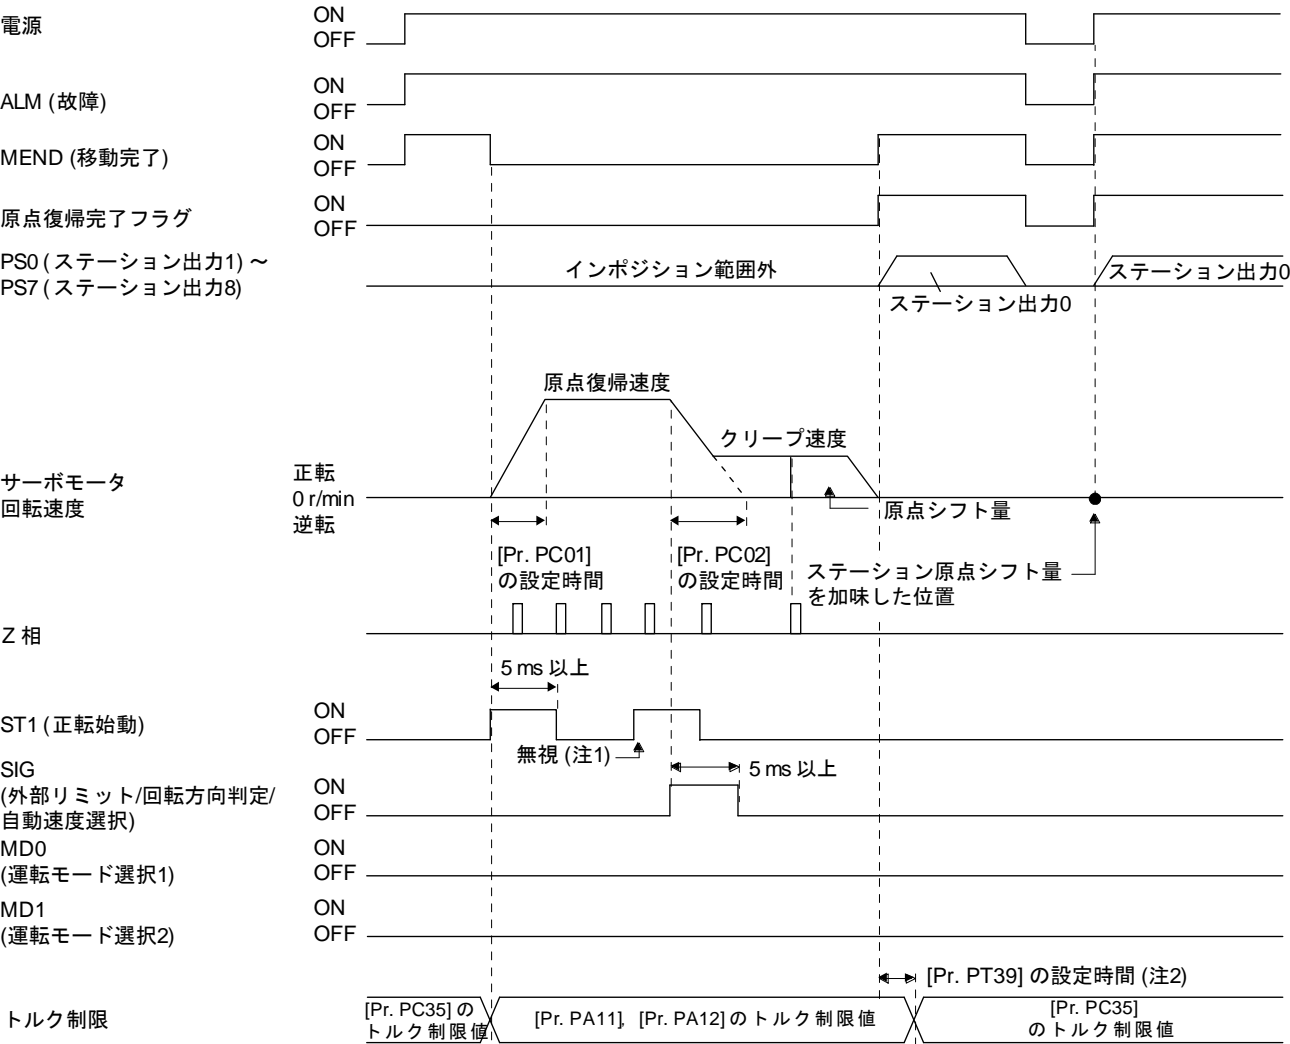 電源
ON
OFF
ALM (故障)
ON
OFF
MEND (移動完了)
ON
OFF
原点復帰完了フラグ
ON
OFF
PS0 (ステーション出力1) ～
PS7 (ステーション出力8)
インポジション範囲外
ステーション出力0
ステーション出力0
原点復帰速度
クリープ速度
サーボモータ
回転速度
正転
0 r/min
逆転
原点シフト量
[Pr. PC01]
の設定時間
[Pr. PC02]
の設定時間
ステーション原点シフト量
を加味した位置
Z 相
5 ms 以上
ST1 (正転始動)
ON
OFF
無視 (注1)
5 ms 以上
SIG
(外部リミット/回転方向判定/
自動速度選択)
ON
OFF
MD0
(運転モード選択1)
ON
OFF
MD1
(運転モード選択2)
ON
OFF
[Pr. PT39] の設定時間 (注2)
トルク制限
[Pr. PC35] の
トルク制限値
[Pr. PA11], [Pr. PA12] のトルク制限値
[Pr. PC35]
のトルク制限値